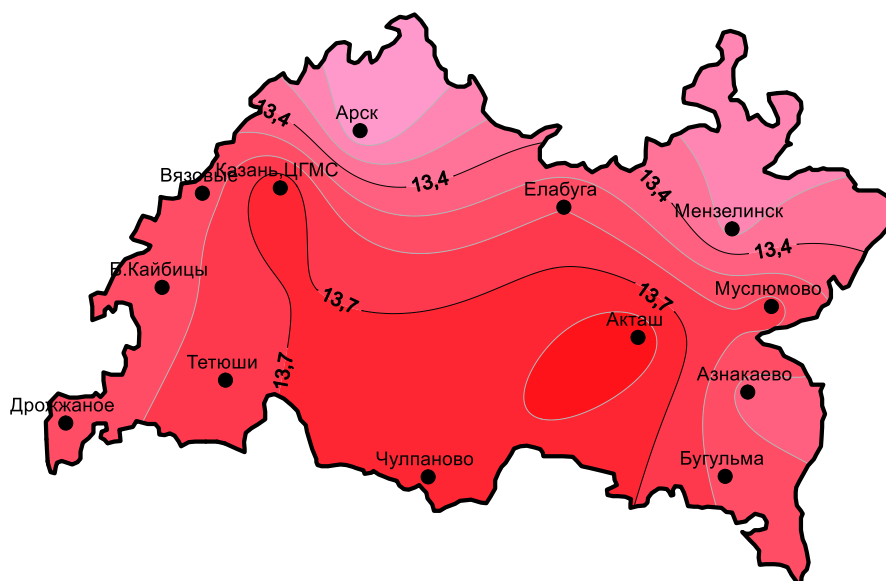 13,4
Арск
Вязовые
Казань,ЦГМС
13,4
Елабуга
13,4
Мензелинск
13,4
Б.Кайбицы
13,7
13,7
Муслюмово
Акташ
Тетюши
13,7
Азнакаево
Дрожжаное
Чулпаново
Бугульма